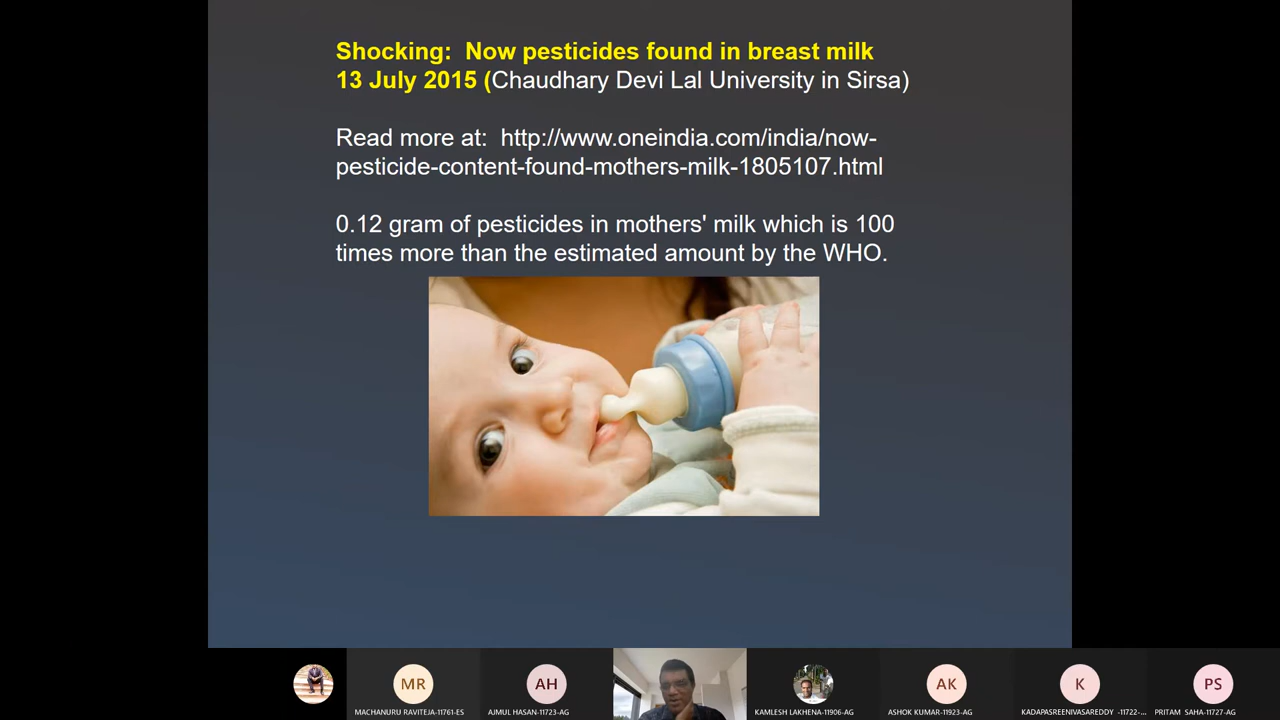 Shocking:  Now pesticides found in breast milk
13 July 2015 (Chaudhary Devi Lal University in Sirsa)
Read more at:  http://www.oneindia.com/india/now-
pesticide-content-found-mothers-milk-1805107.html
0.12 gram of pesticides in mothers' milk which is 100
times more than the estimated amount by the WHO.
MR
AH
AK
K
PS
MACHANURU RAVITEJA-11761-ES
AJMUL HASAN-11723-AG
KAMLESH LAKHENA-11906-AG
ASHOK KUMAR-11923-AG
KADAPASREENIVASAREDDY -11722-...
PRITAM SAHA-11727-AG